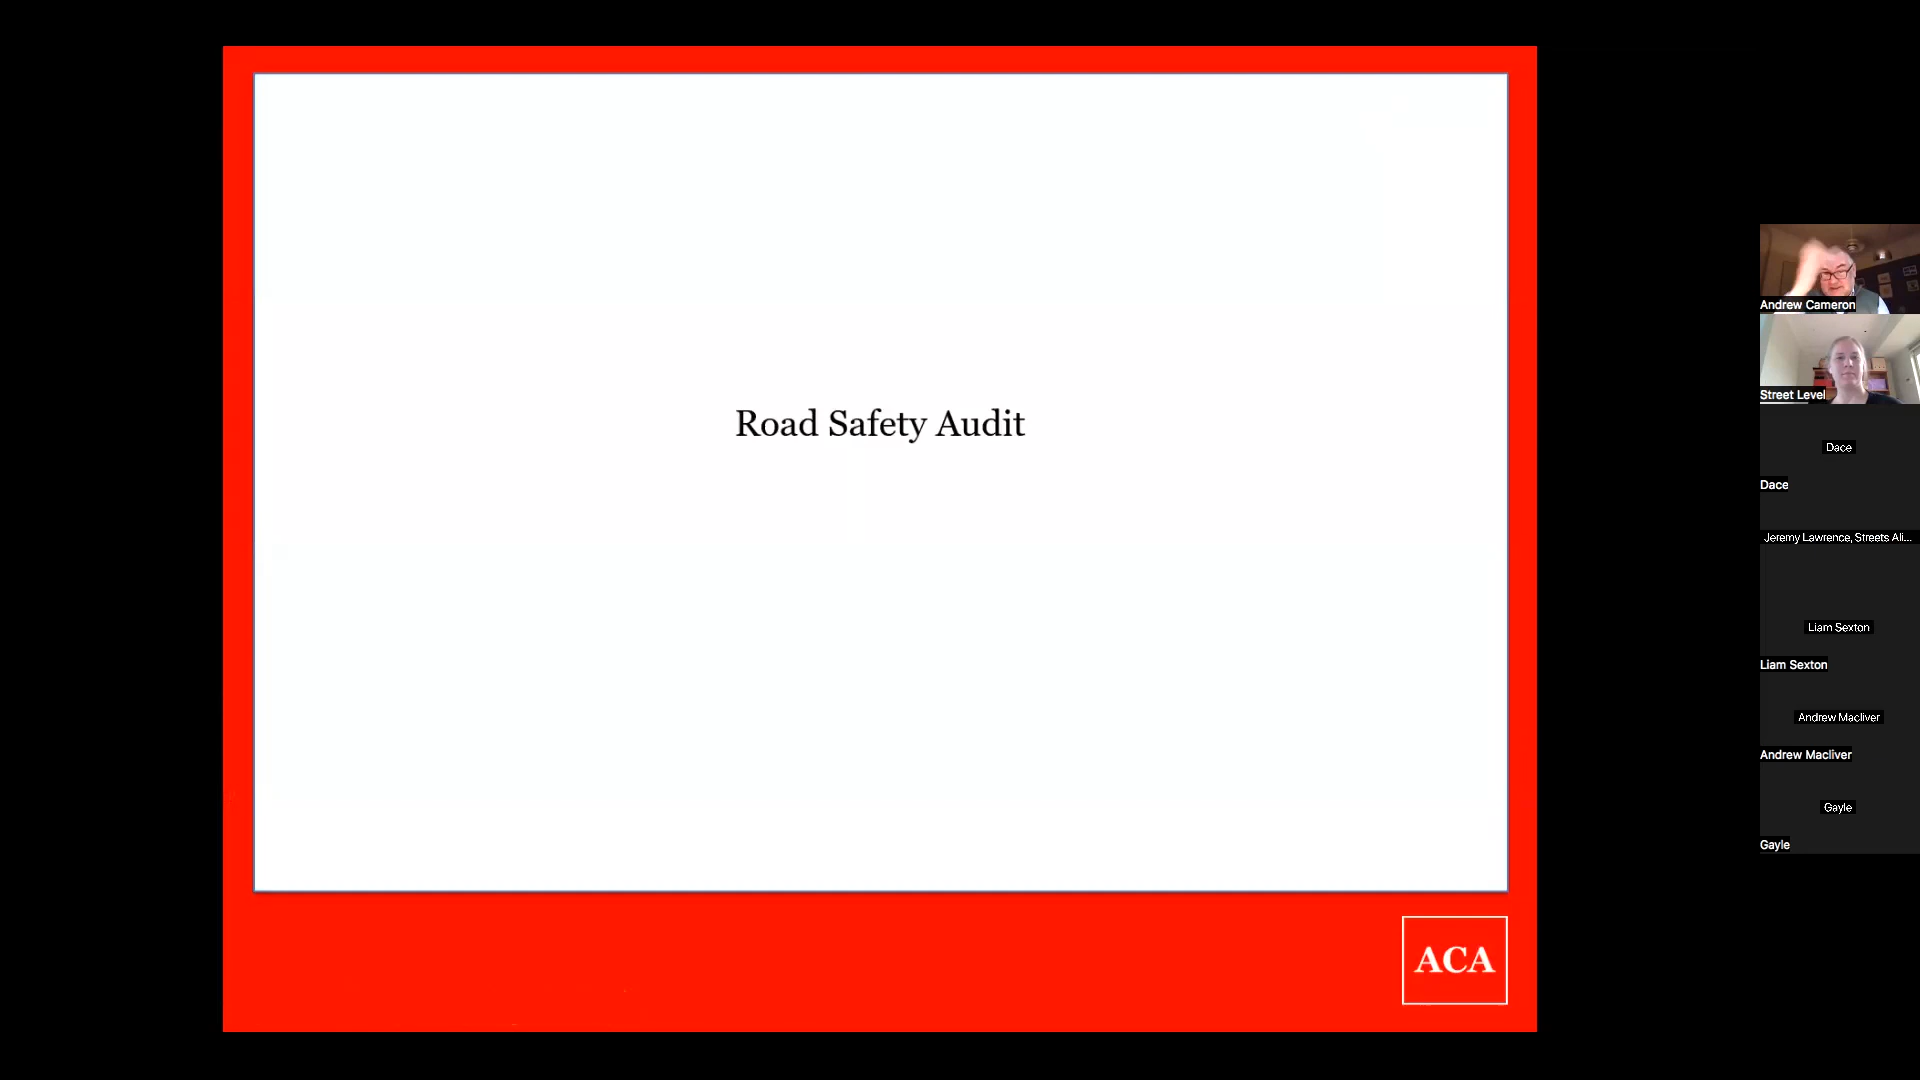 Road Safety Audit
ACA
Andrew Cameron
Street Level
Dace
Dace
Jeremy Lawrence, Streets Ali...
Liam Sexton
Liam Sexton
Andrew Macliver
Andrew Macliver
Gayle
Gayle